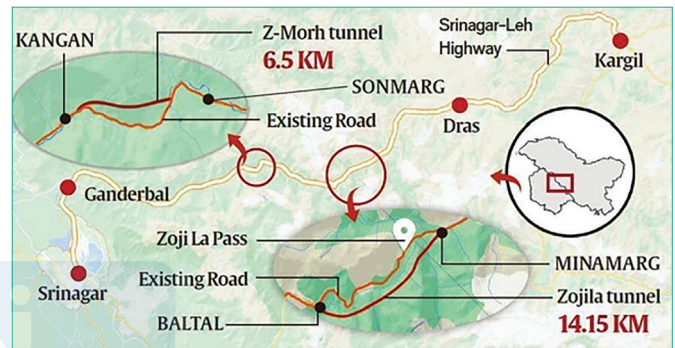 KANGAN
Z-Morh tunnel
6.5 KM
Srinagar-Leh
Highway
Kargil
SONMARG
Existing Road
Dras
Ganderbal
Zoji La Pass
Existing Road
MINAMARG
Srinagar
BALTAL
Zojila tunnel
14.15 KM